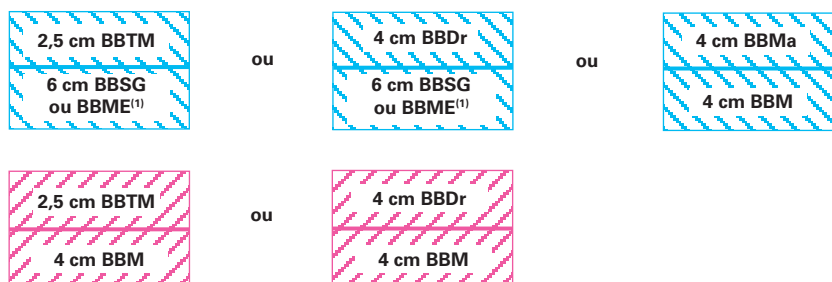 2,5 cm BBTM
6 cm BBSG
ou BBME(1)
ou
4 cm BBDr
6 cm BBSG
ou BBME(1)
ou
4 cm BBMa
4 cm BBM
2,5 cm BBTM
4 cm BBM
ou
4 cm BBDr
4 cm BBM